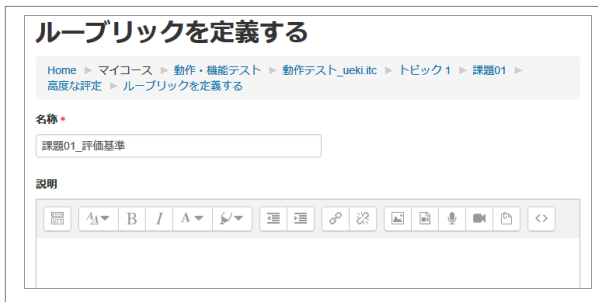 ルーブリックを定義する
Home ► マイコース ► 動作・機能テスト ► 動作テスト_ueki.itc ► トピック 1 ► 課題01 ►
高度な評定 ► ルーブリックを定義する
名称 *
課題01_評価基準
説明
B I A